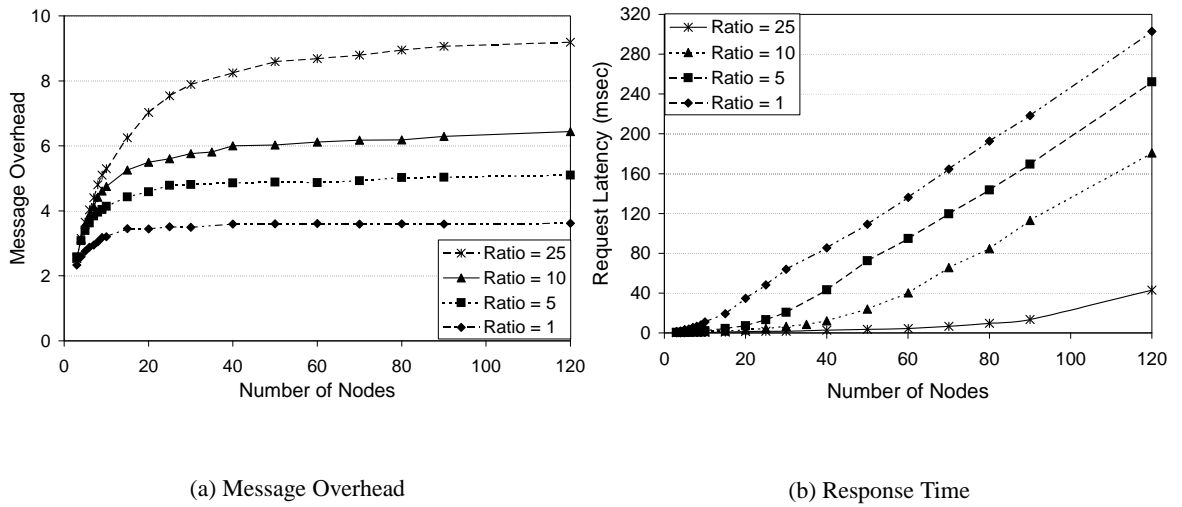 10
8
6
4
2
0
0 20 40 60 80 100 120
Message Overhead
Number of Nodes
Ratio = 25
Ratio = 10
Ratio = 5
Ratio = 1
(a) Message Overhead
320
280
240
200
160
120
80
40
0
0 20 40 60 80 100 120
Request Latency (msec)
Number of Nodes
Ratio = 25
Ratio = 10
Ratio = 5
Ratio = 1
(b) Response Time